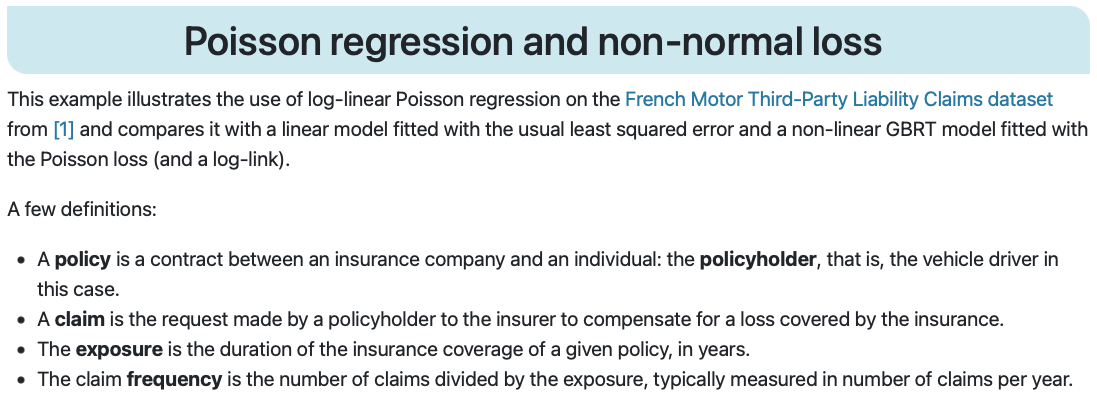 Poisson regression and non-normal loss
This example illustrates the use of log-linear Poisson regression on the French Motor Third-Party Liability Claims dataset
from [1] and compares it with a linear model fitted with the usual least squared error and a non-linear GBRT model fitted with
the Poisson loss (and a log-link).
A few definitions:
• A policy is a contract between an insurance company and an individual: the policyholder, that is, the vehicle driver in
this case.
• A claim is the request made by a policyholder to the insurer to compensate for a loss covered by the insurance.
• The exposure is the duration of the insurance coverage of a given policy, in years.
• The claim frequency is the number of claims divided by the exposure, typically measured in number of claims per year.